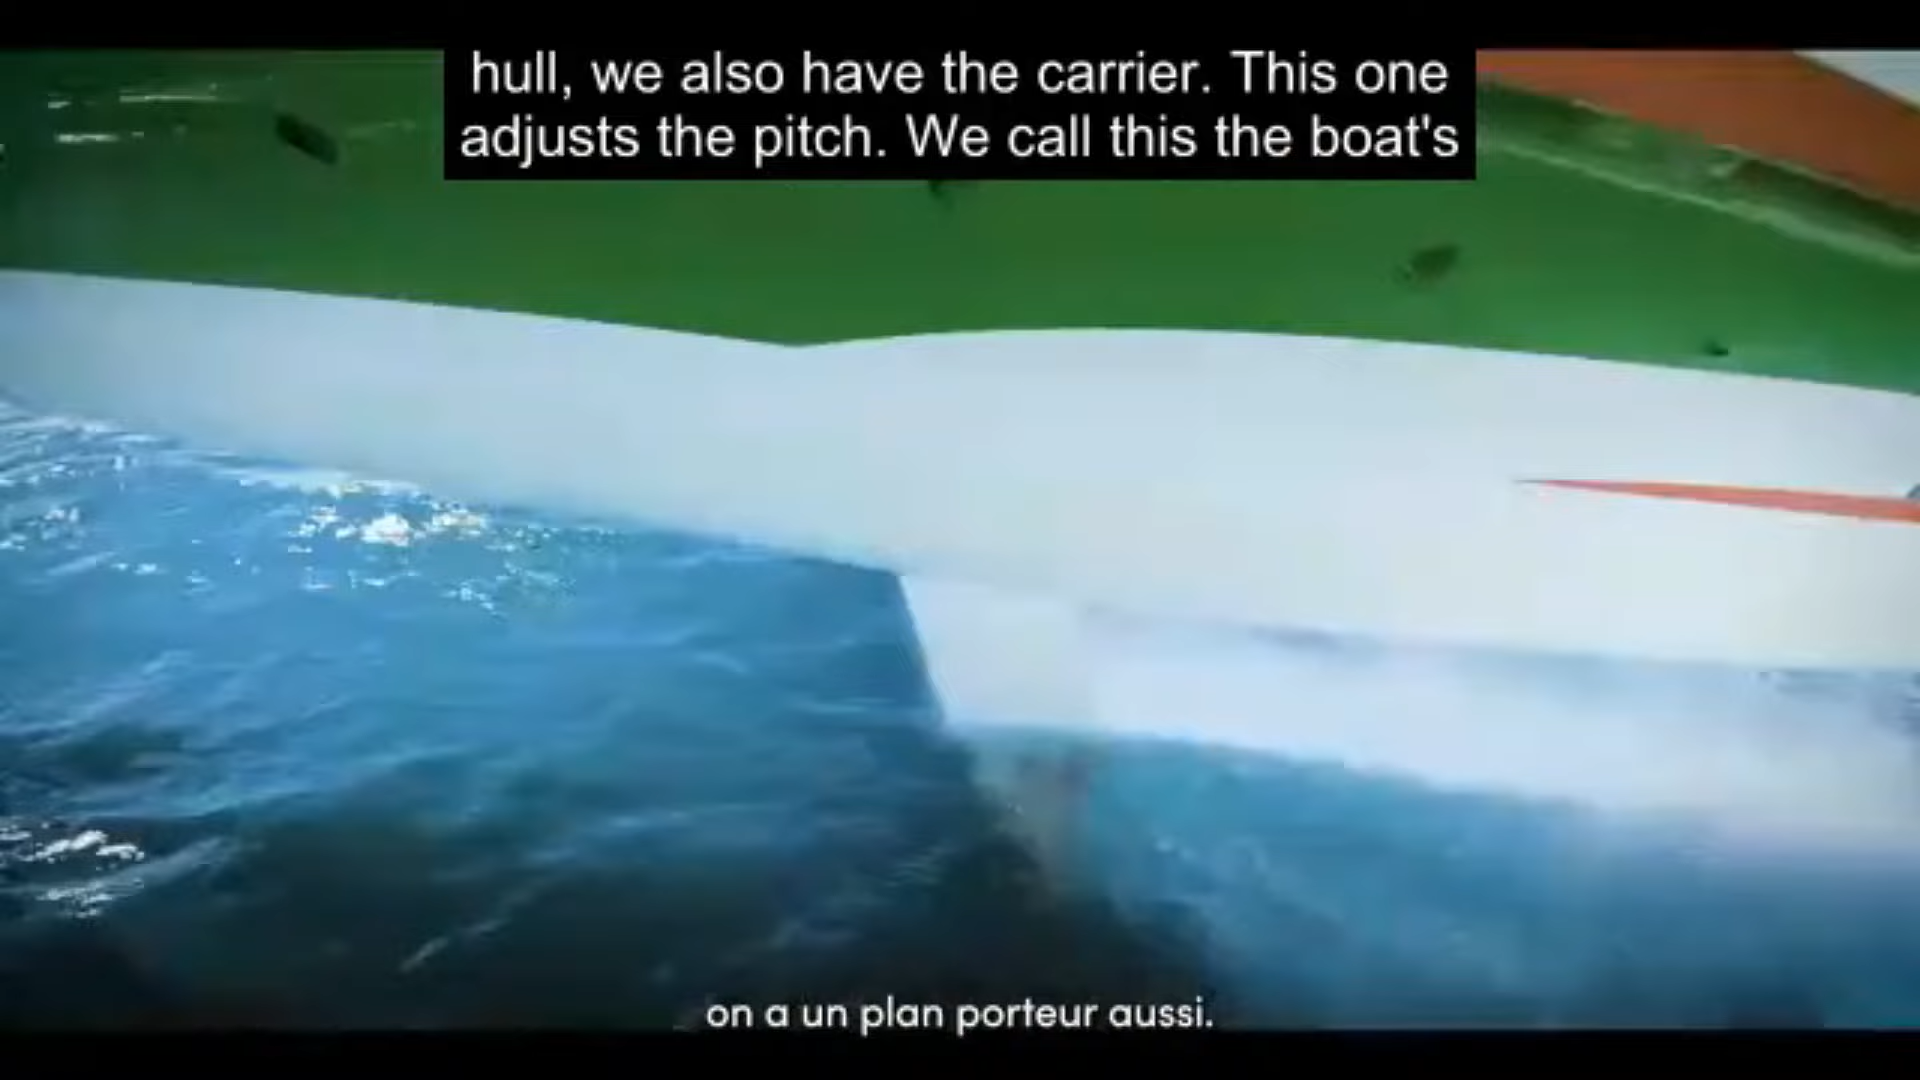 hull, we also have the carrier. This one
adjusts the pitch. We call this the boat's
on a un plan porteur aussi.